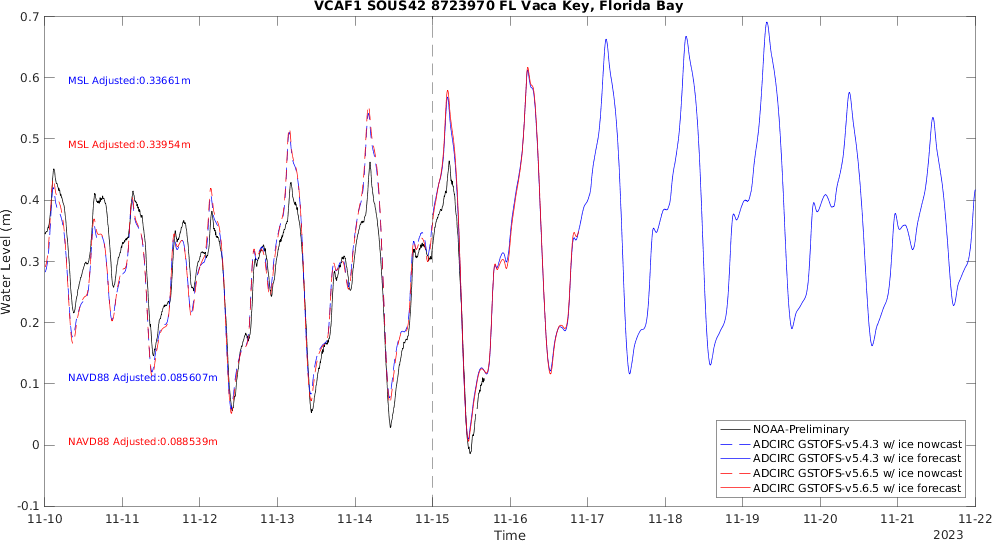 VCAF1 SOUS42 8723970 FL Vaca Key, Florida Bay
0.7
0.6
0.5
0.4
0.3
0.2
0.1
0
-0.1
Water Level (m)
MSL Adjusted:0.33661m
MSL Adjusted:0.33954m
NAVD88 Adjusted:0.085607m
NAVD88 Adjusted:0.088539m
NOAA-Preliminary
ADCIRC GSTOFS-v5.4.3 w/ ice nowcast
ADCIRC GSTOFS-v5.4.3 w/ ice forecast
ADCIRC GSTOFS-v5.6.5 w/ ice nowcast
ADCIRC GSTOFS-v5.6.5 w/ ice forecast
11-10 11-11 11-12 11-13 11-14 11-15 11-16 11-17 11-18 11-19 11-20 11-21 11-22
Time
2023